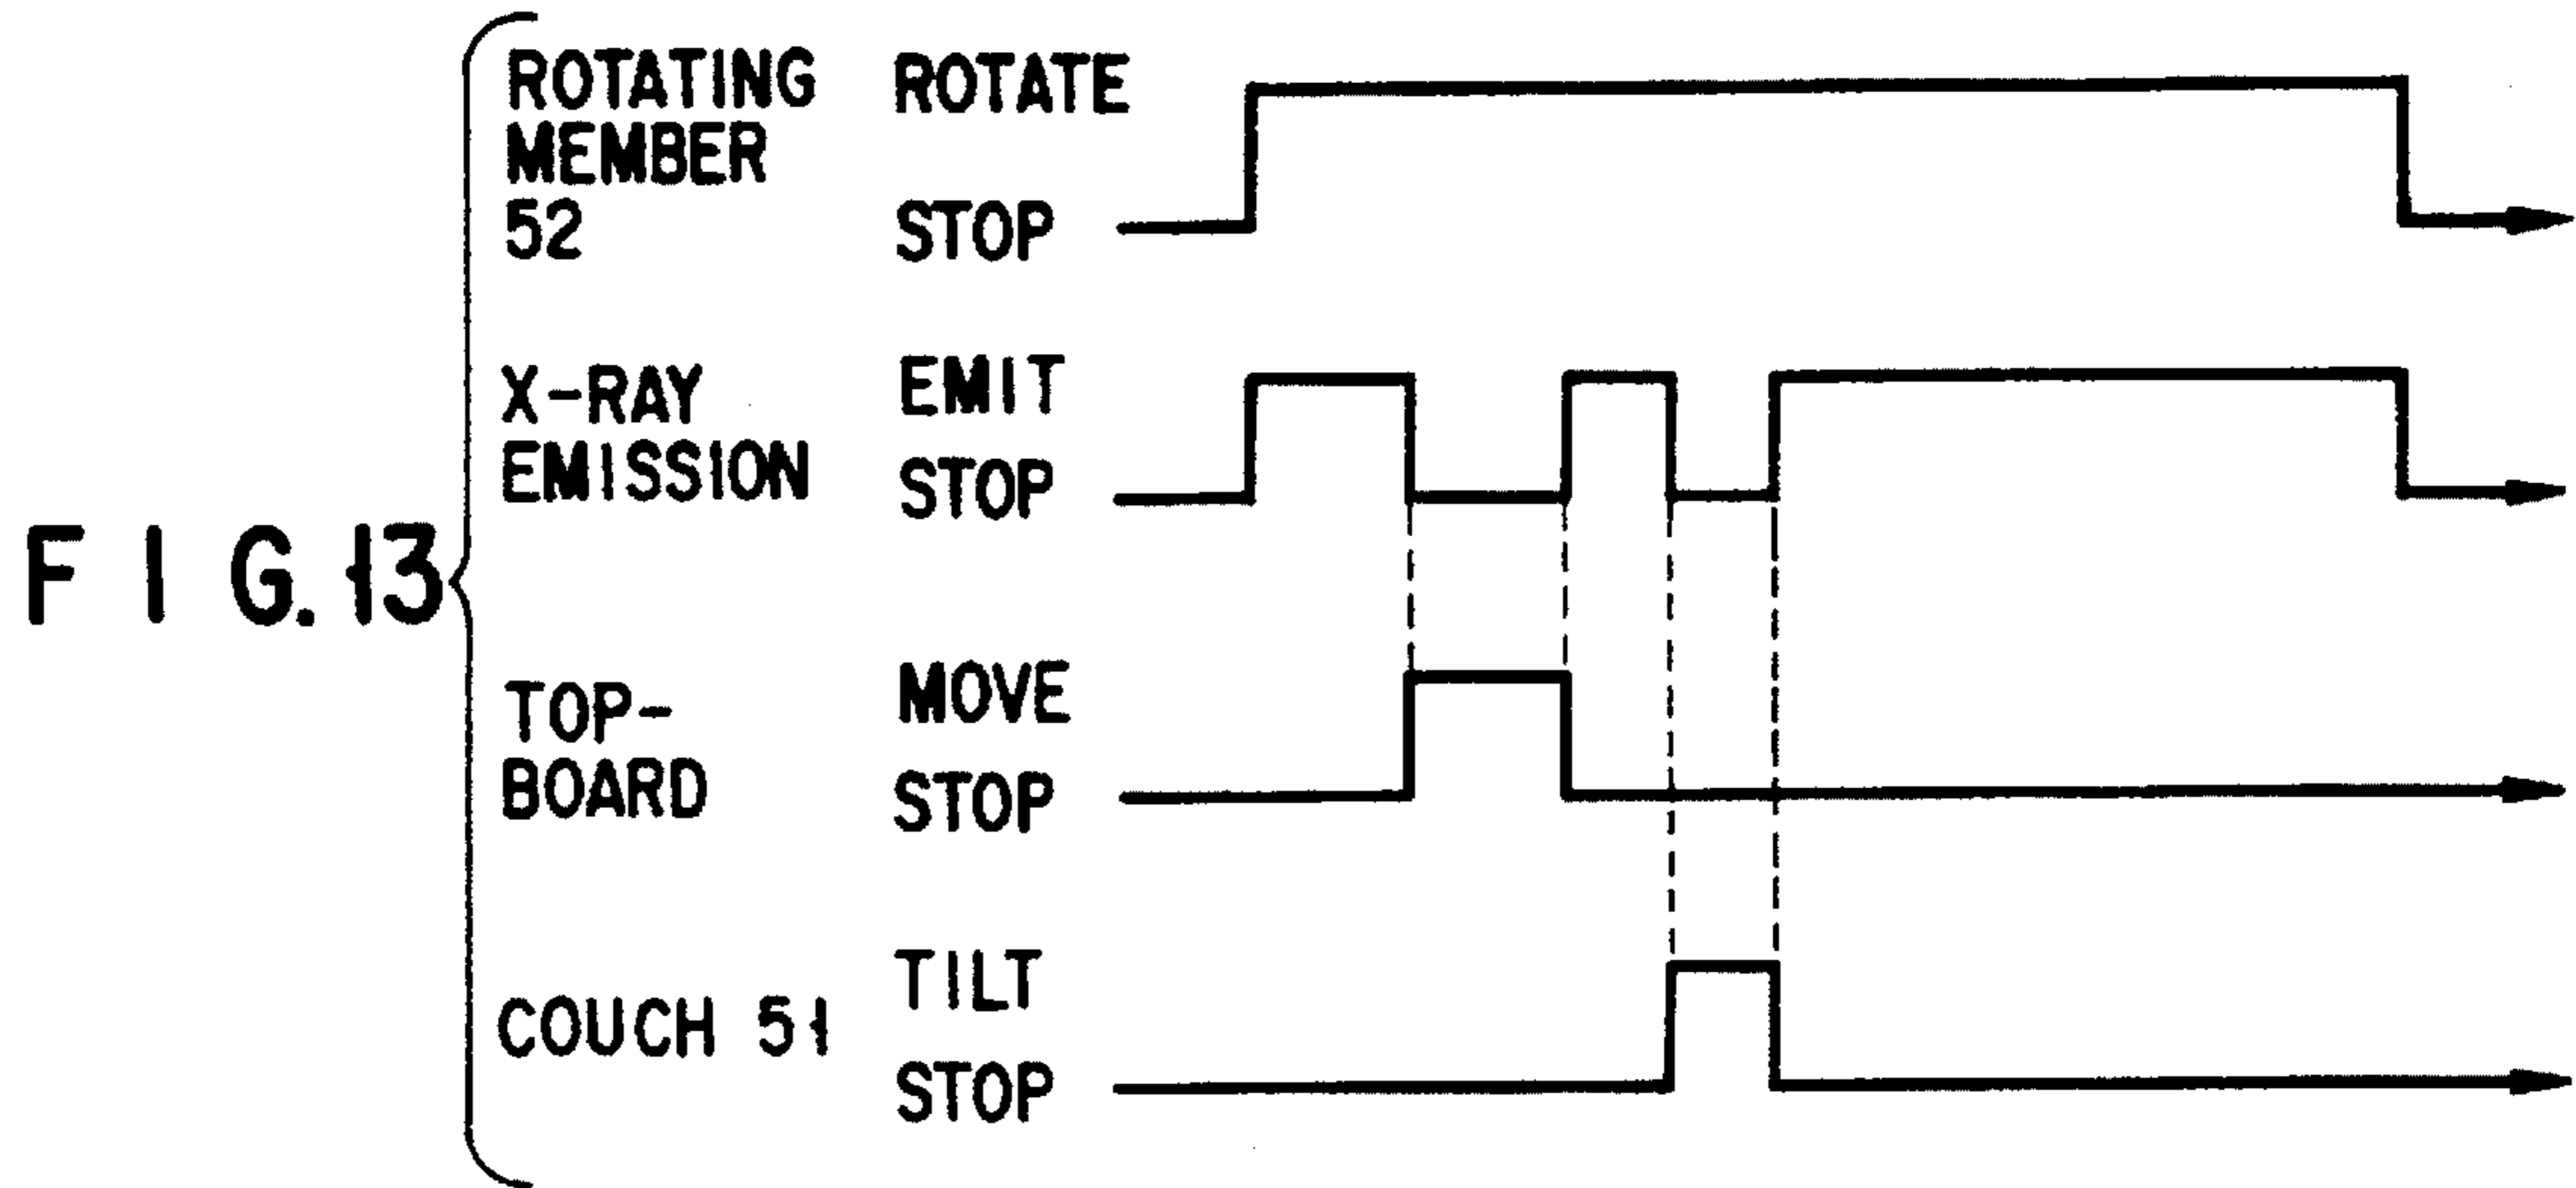 FIG. 13
ROTATING
MEMBER
52
ROTATE
STOP
X-RAY
EMISSION
EMIT
STOP
TOP-
BOARD
MOVE
STOP
COUCH 51
TILT
STOP